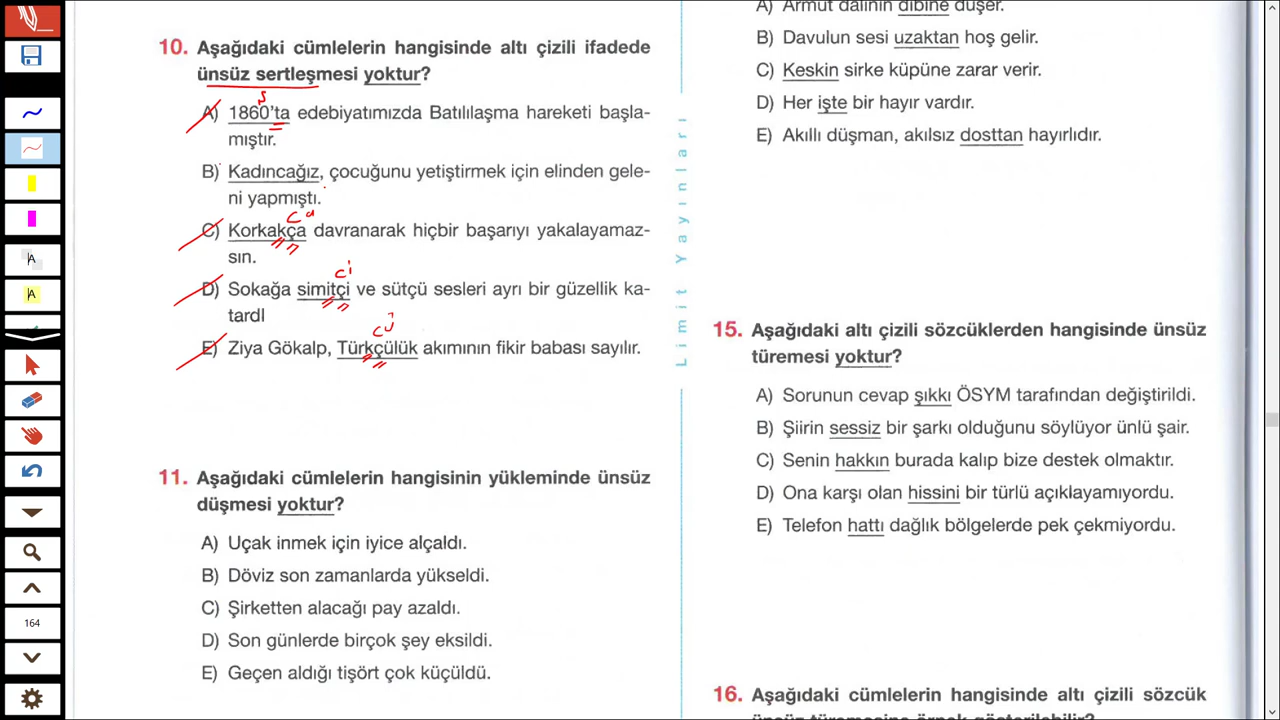 10. Aşağıdaki cümlelerin hangisinde altı çizili ifadede
ünsüz sertleşmesi yoktur?
A) 1860'ta edebiyatımızda Batılılaşma hareketi başla-
mıştır.
B) Kadıncağız, çocuğunu yetiştirmek için elinden gele-
ni yapmıştı.
ca
C) Korkakça davranarak hiçbir başarıyı yakalayamaz-
sın.
ci
D) Sokağa simitçi ve sütçü sesleri ayrı bir güzellik ka-
tardI
cü
E) Ziya Gökalp, Türkçülük akımının fikir babası sayılır.
11. Aşağıdaki cümlelerin hangisinin yükleminde ünsüz
düşmesi yoktur?
A) Uçak inmek için iyice alçaldı.
B) Döviz son zamanlarda yükseldi.
C) Şirketten alacağı pay azaldı.
D) Son günlerde birçok şey eksildi.
E) Geçen aldığı tişört çok küçüldü.
Limit Yayınları
A) Armut dalının dibine düşer.
B) Davulun sesi uzaktan hoş gelir.
C) Keskin sirke küpüne zarar verir.
D) Her işte bir hayır vardır.
E) Akıllı düşman, akılsız dosttan hayırlıdır.
15. Aşağıdaki altı çizili sözcüklerden hangisinde ünsüz
türemesi yoktur?
A) Sorunun cevap şıkkı ÖSYM tarafından değiştirildi.
B) Şiirin sessiz bir şarkı olduğunu söylüyor ünlü şair.
C) Senin hakkın burada kalıp bize destek olmaktır.
D) Ona karşı olan hissini bir türlü açıklayamıyordu.
E) Telefon hattı dağlık bölgelerde pek çekmiyordu.
16. Aşağıdaki cümlelerin hangisinde altı çizili sözcük
ünsüz türemesine örnek gösterilebilir?
A
A
164